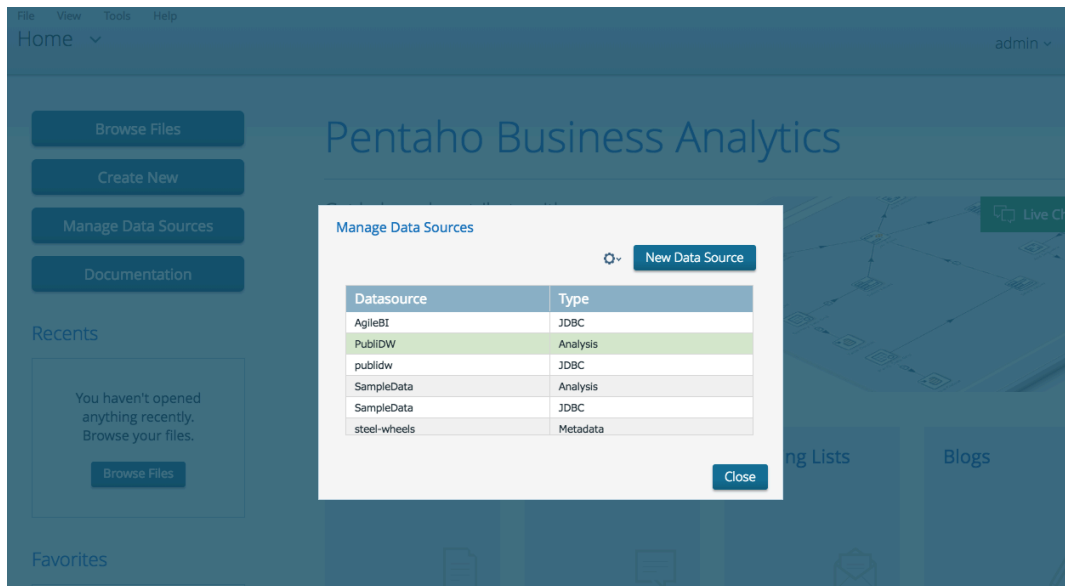 File View Tools Help
Home
admin
Browse Files
Create New
Manage Data Sources
Documentation
Pentaho Business Analytics
Live
Manage Data Sources
New Data Source
Datasource Type
AgileBI JDBC
PubliDW Analysis
publidw JDBC
SampleData Analysis
SampleData JDBC
steel-wheels Metadata
Close
Recents
You haven't opened
anything recently.
Browse your files.
Browse Files
Lists
Blogs
Favorites